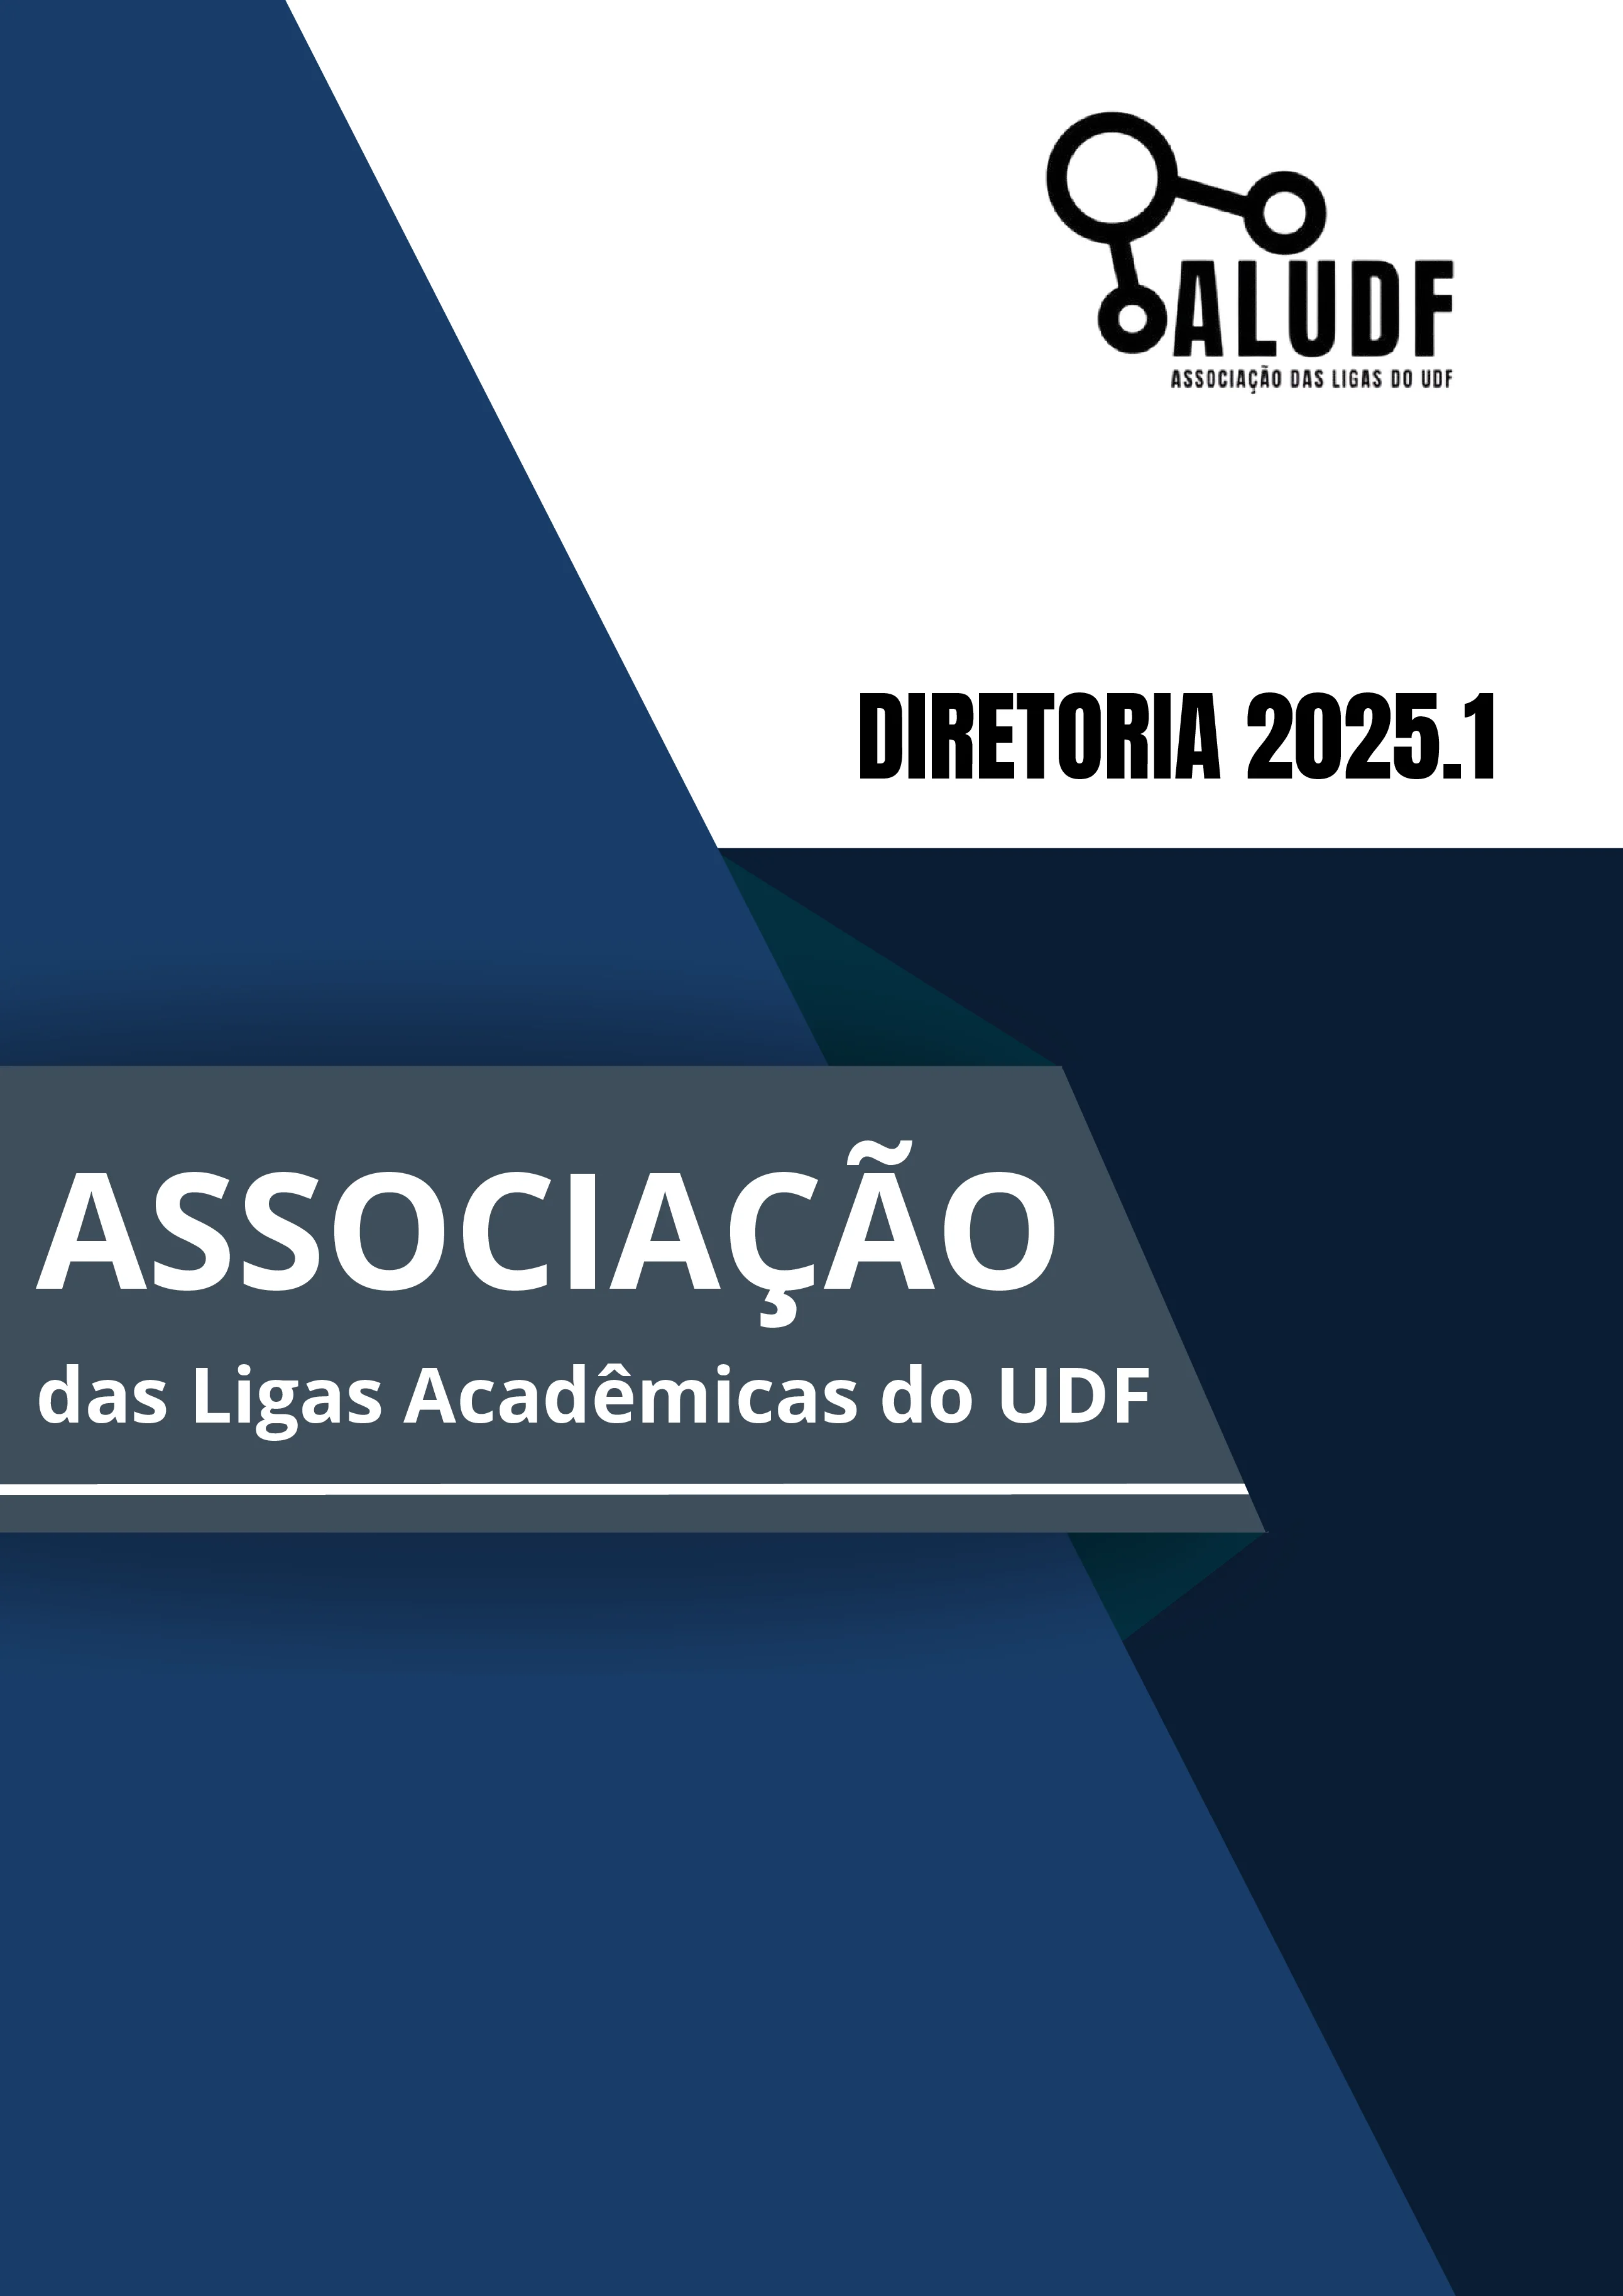 ALUDF
ASSOCIAÇÃO DAS LIGAS DO UDF
DIRETORIA 2025.1
ASSOCIAÇÃO
das Ligas Acadêmicas do UDF